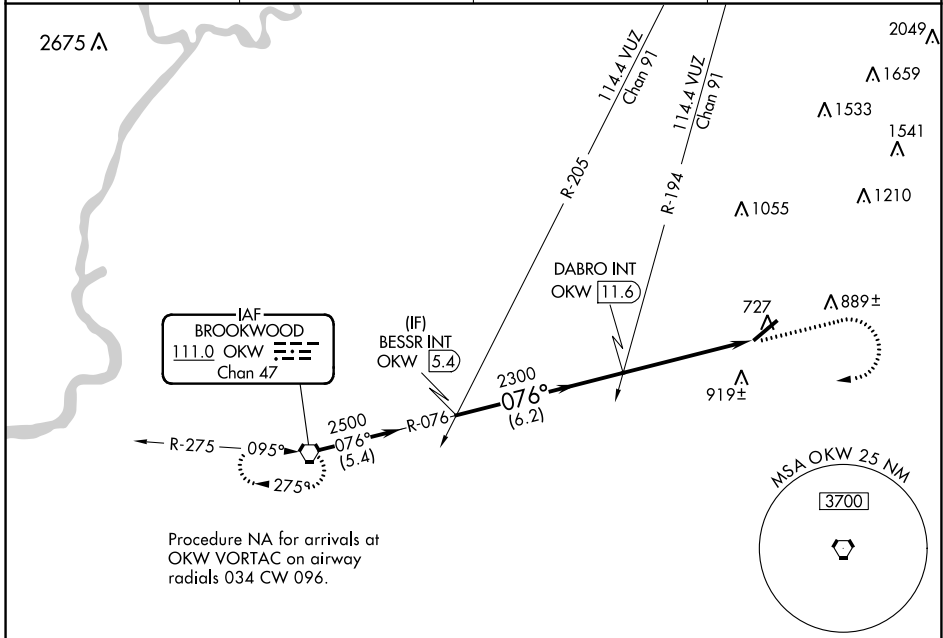 2675
2049
1659
1533
1541
1210
1055
114.4 VUZ
Chan 91
R-205
114.4 VUZ
Chan 91
R-194
DABRO INT
OKW 11.6
727
889±
919±
IAF
BROOKWOOD
111.0 OKW
Chan 47
(IF)
BESSR INT
OKW 5.4
2300
076°
(6.2)
2500
076°
(5.4)
R-076
R-275
095°
275°
MSA OKW 25 NM
3700
Procedure NA for arrivals at
OKW VORTAC on airway
radials 034 CW 096.